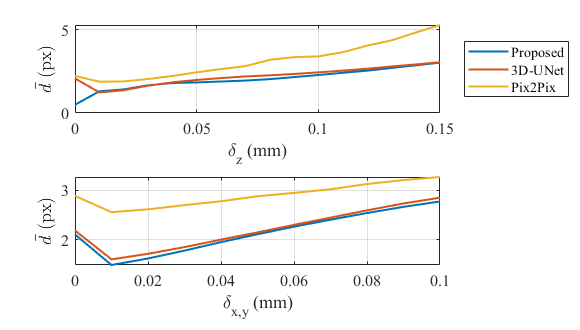 5
0
d̄ (px)
0 0.05 0.1 0.15
δz (mm)
Proposed
3D-UNet
Pix2Pix
3
2
d̄ (px)
0 0.02 0.04 0.06 0.08 0.1
δx,y (mm)